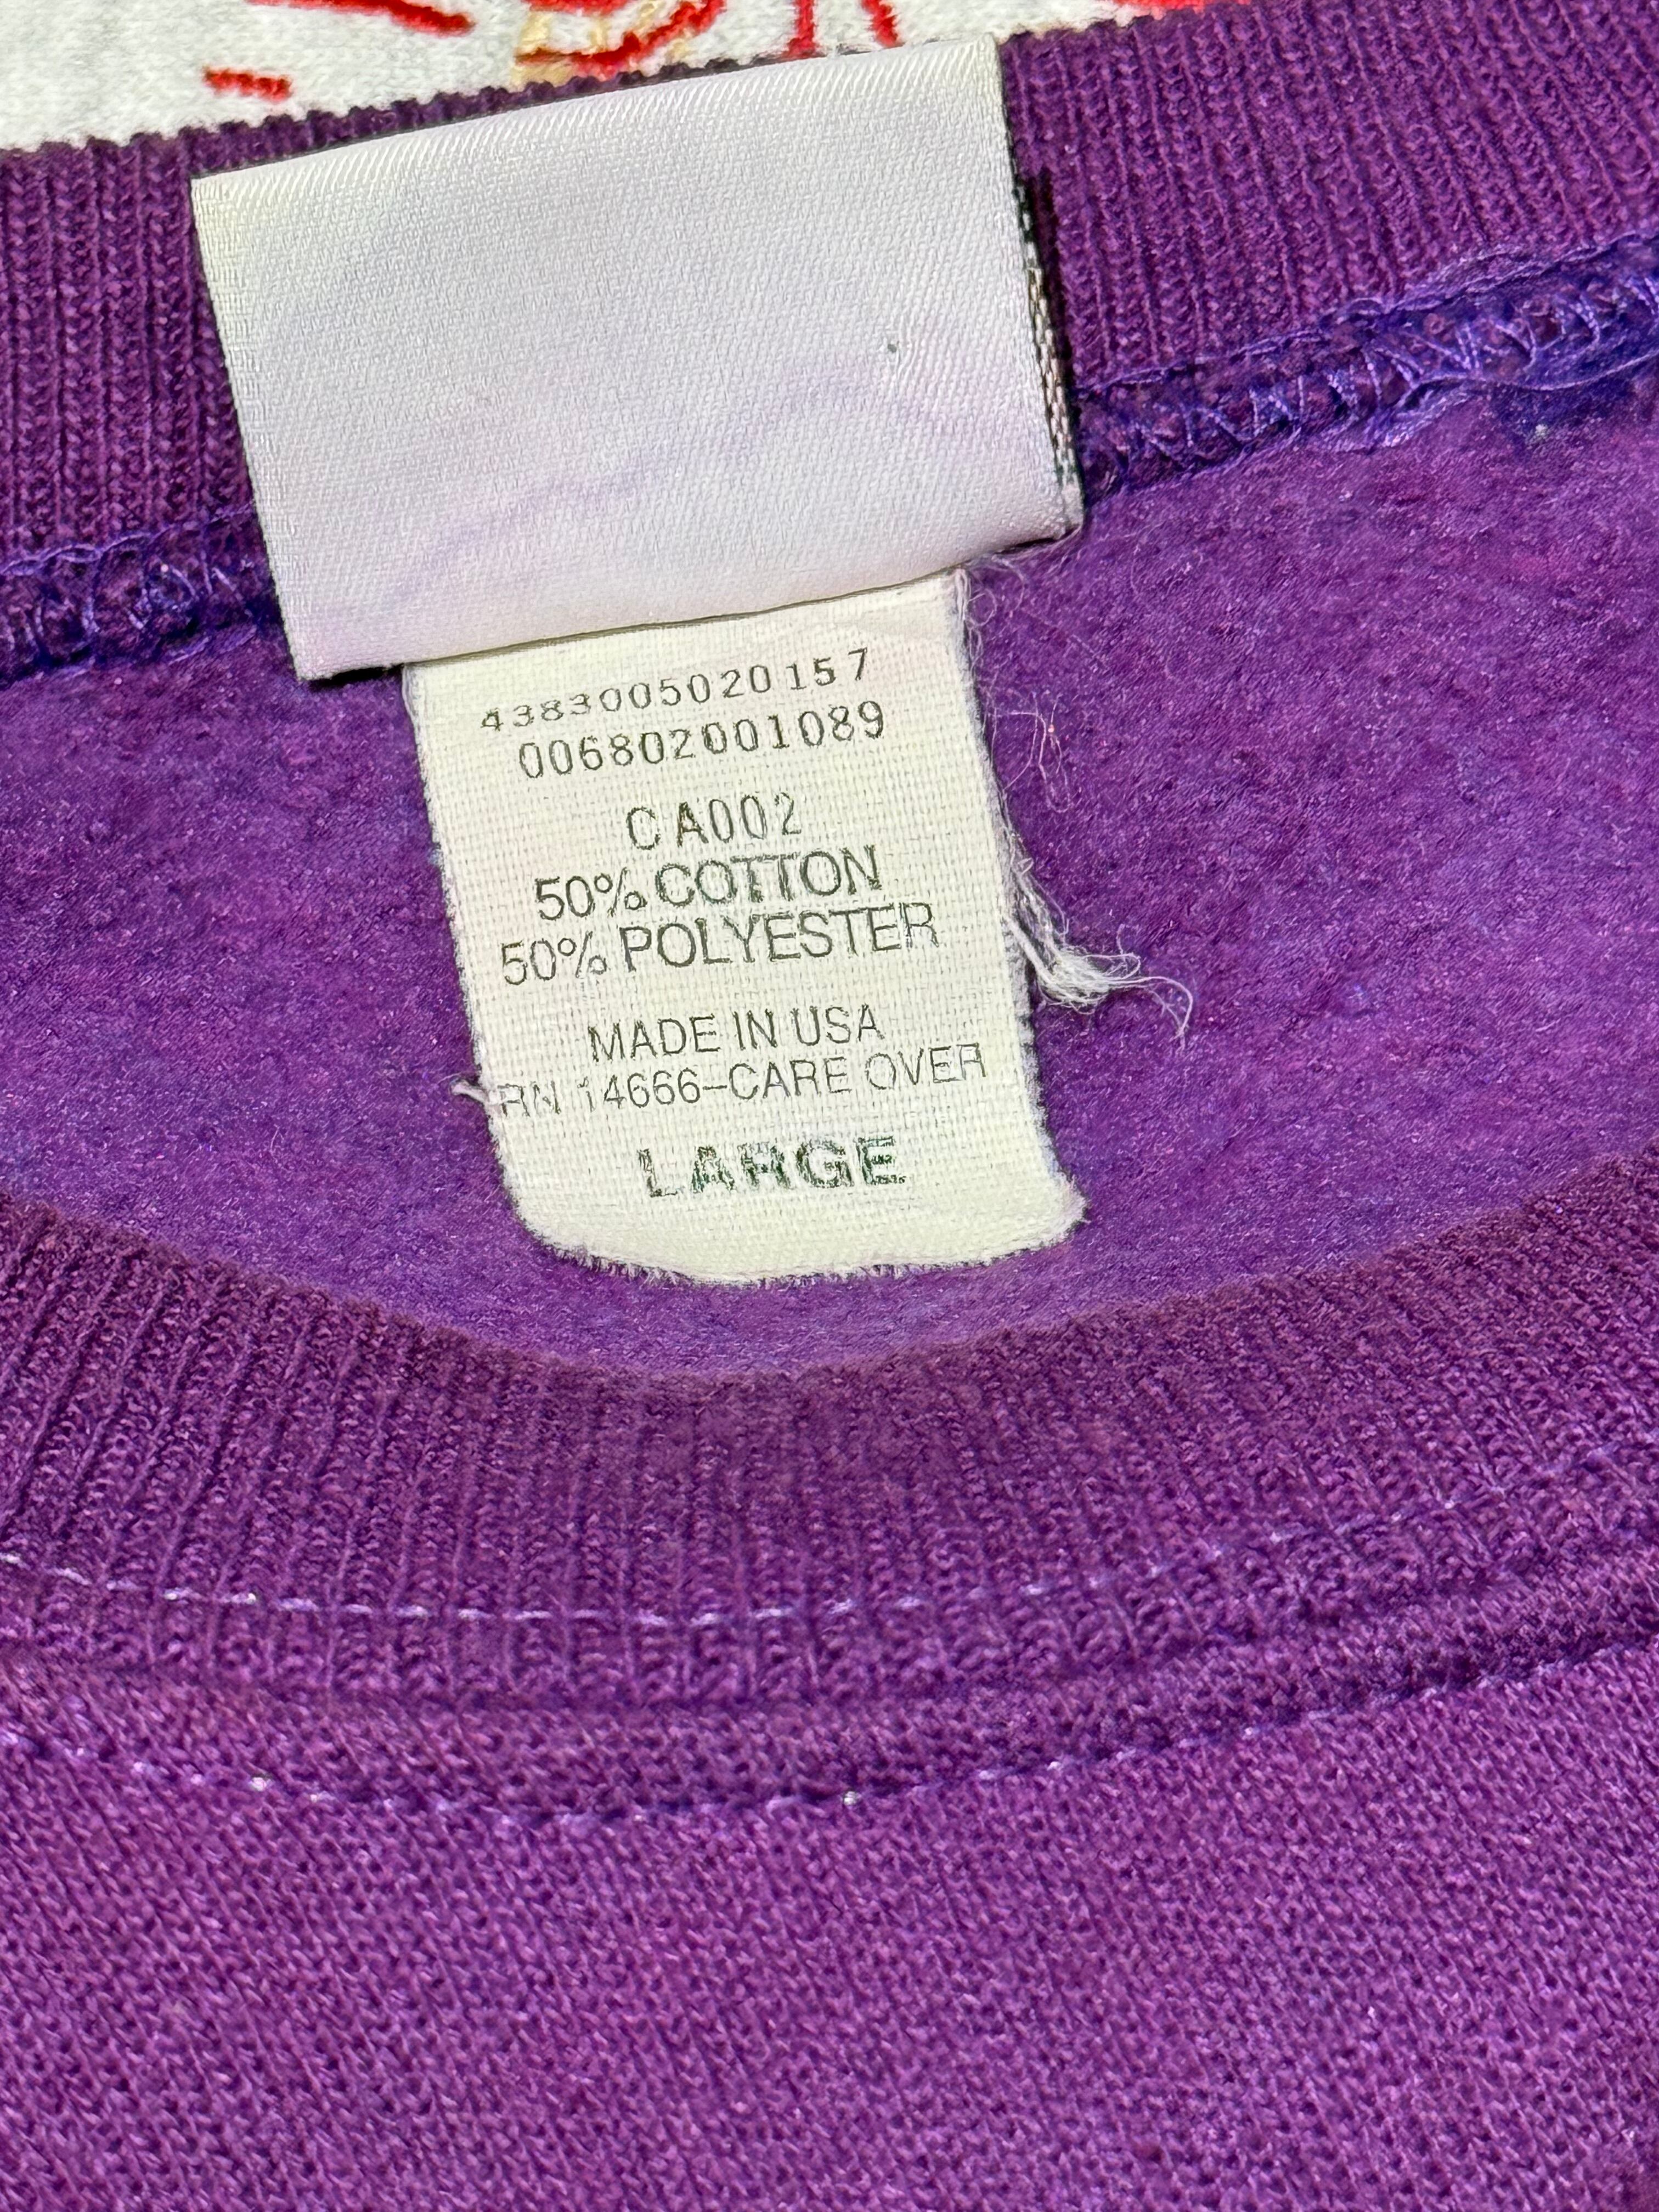 4383005020157
006802001089
CA002
50% COTTON
50% POLYESTER
MADE IN USA
RN 14666-CARE OVER
LARGE